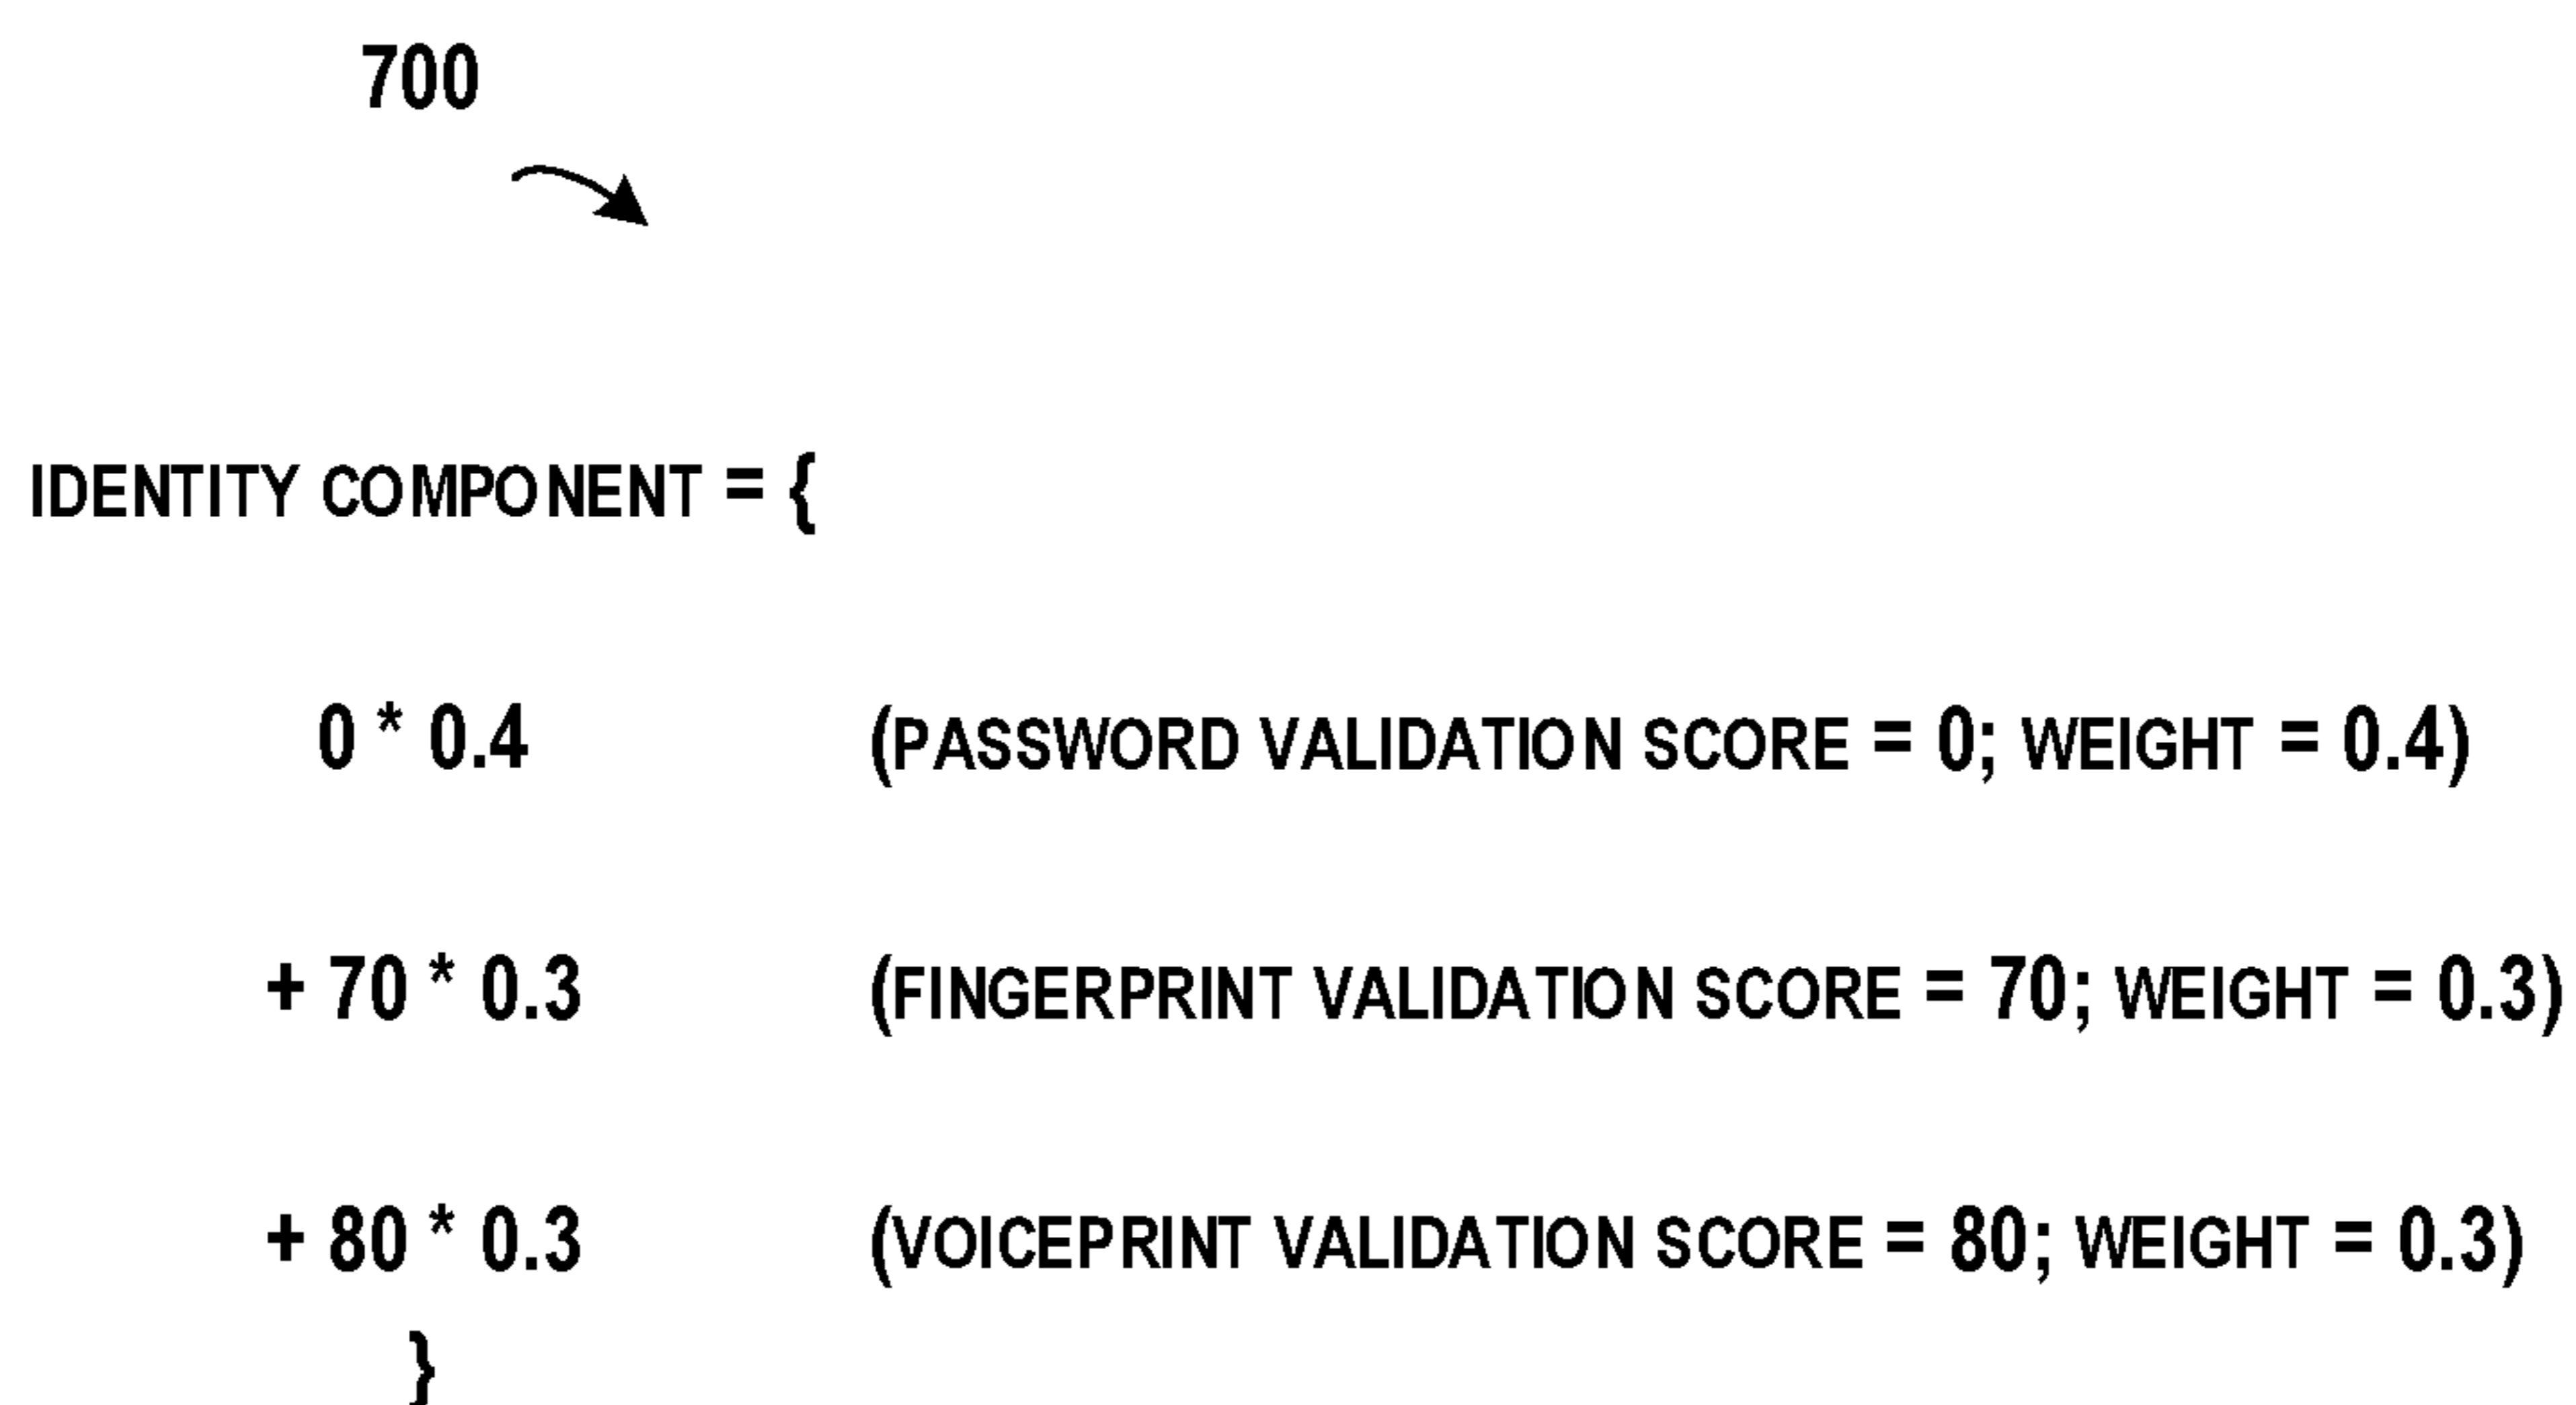 700
IDENTITY COMPONENT = {
0 * 0.4 (PASSWORD VALIDATION SCORE = 0; WEIGHT = 0.4)
+ 70 * 0.3 (FINGERPRINT VALIDATION SCORE = 70; WEIGHT = 0.3)
+ 80 * 0.3 (VOICEPRINT VALIDATION SCORE = 80; WEIGHT = 0.3)
}